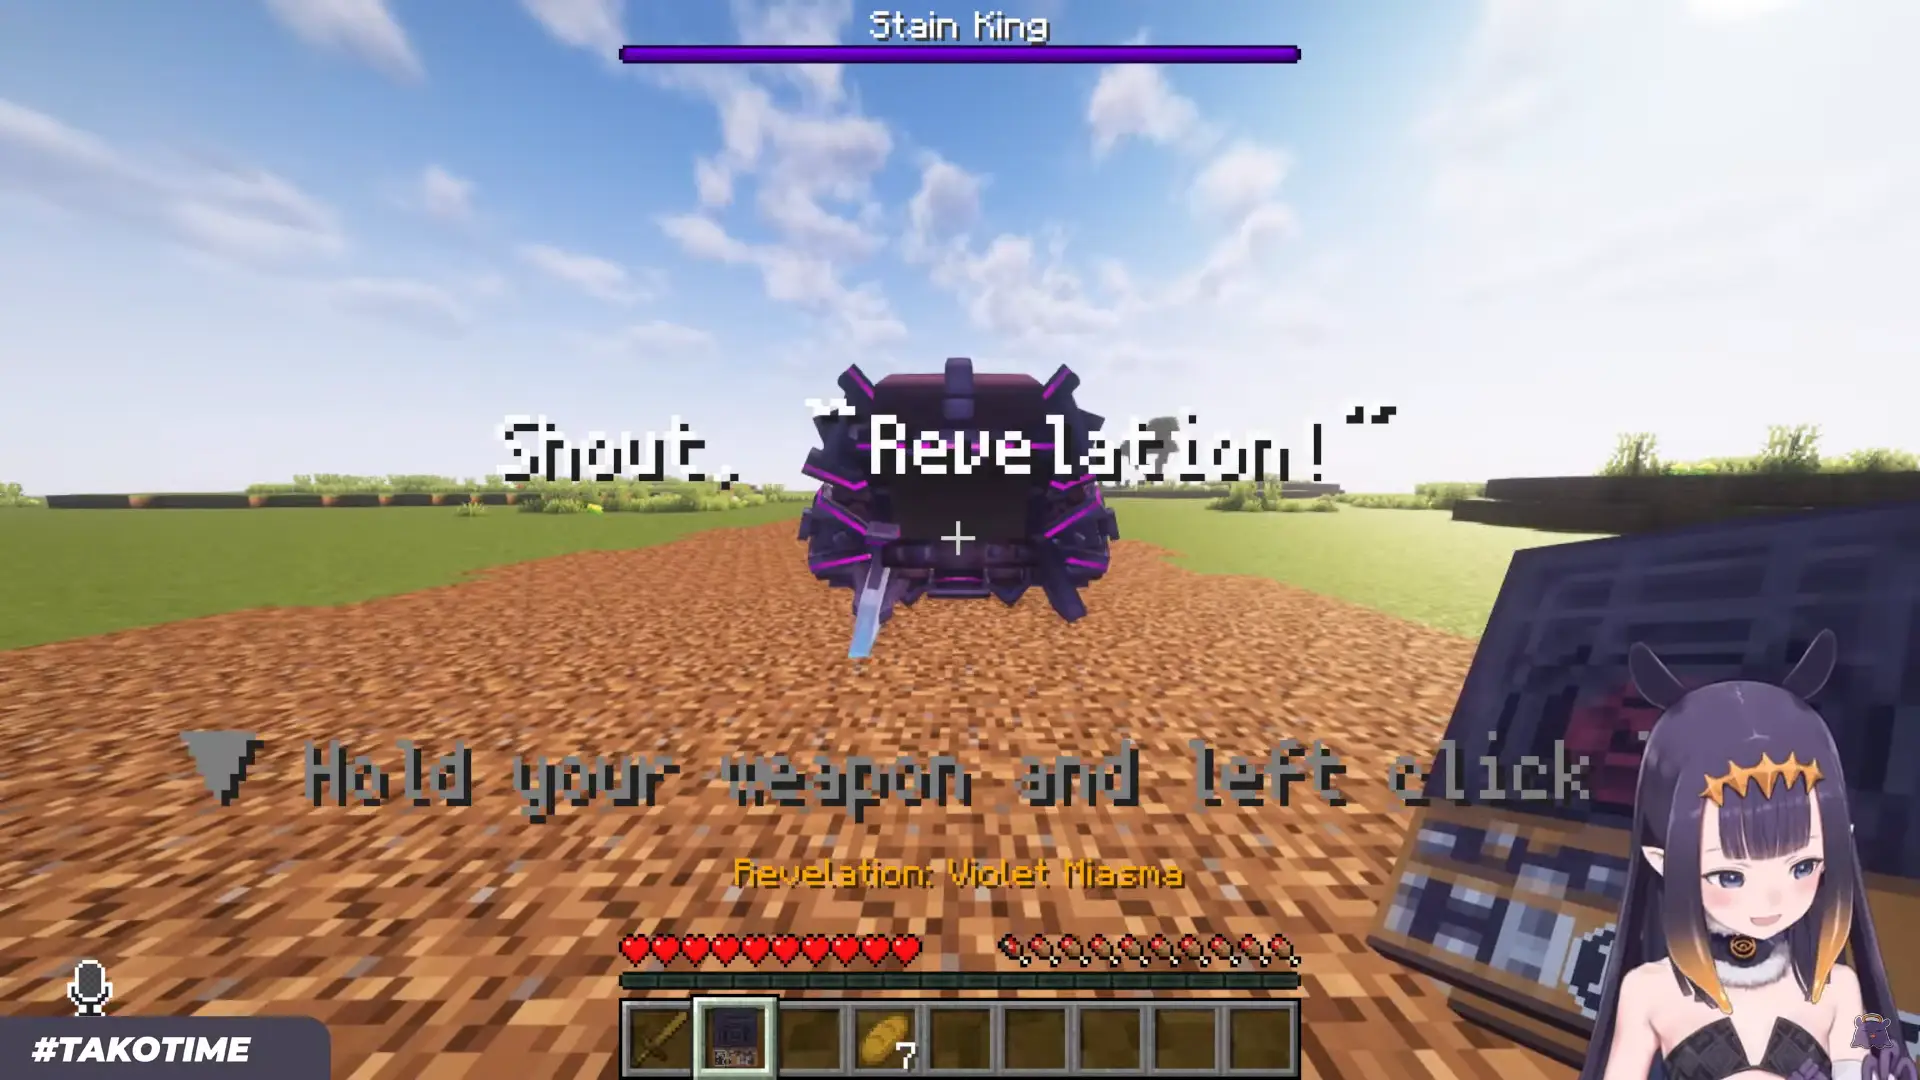 Stain King
Shout, “Revelation!“
▼ Hold your weapon and left click
Revelation: Violet Miasma
7
#TAKOTIME